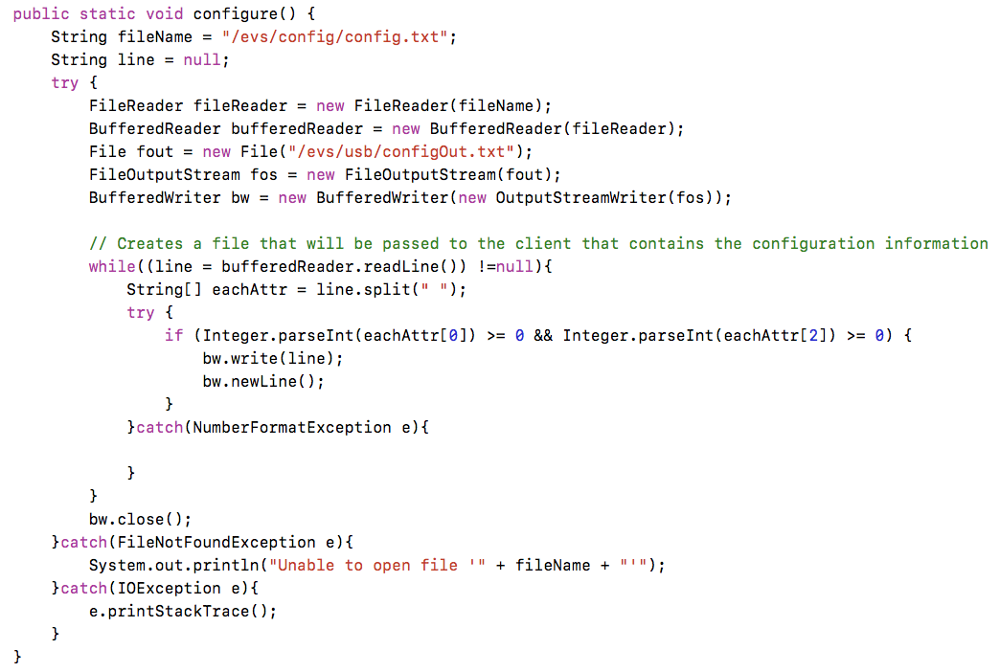 public static void configure() {
    String fileName = "/evs/config/config.txt";
    String line = null;
    try {
        FileReader fileReader = new FileReader(fileName);
        BufferedReader bufferedReader = new BufferedReader(fileReader);
        File fout = new File("/evs/usb/configOut.txt");
        FileOutputStream fos = new FileOutputStream(fout);
        BufferedWriter bw = new BufferedWriter(new OutputStreamWriter(fos));

        // Creates a file that will be passed to the client that contains the configuration information
        while((line = bufferedReader.readLine()) !=null){
            String[] eachAttr = line.split(" ");
            try {
                if (Integer.parseInt(eachAttr[0]) >= 0 && Integer.parseInt(eachAttr[2]) >= 0) {
                    bw.write(line);
                    bw.newLine();
                }
            }catch(NumberFormatException e){

            }
        }
        bw.close();
    }catch(FileNotFoundException e){
        System.out.println("Unable to open file '" + fileName + "'");
    }catch(IOException e){
        e.printStackTrace();
    }
}